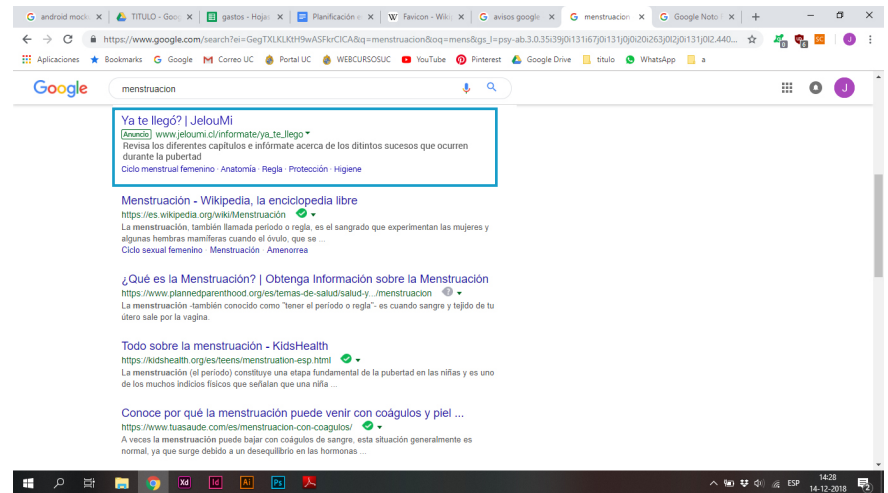 android mock
TITULO - Goog
gastos - Hojas
Planificación e
Favicon - Wiki
avisos google
menstruacion
Google Noto
https://www.google.com/search?ei=GegTXLKLKtH9wASFkrCICA&q=menstruacion&oq=mens&gs_l=psy-ab.3.0.35i39j0i131i67j0i131j0j0i20i263j0l2j0i131j0l2.440...
Aplicaciones Bookmarks Google Correo UC Portal UC WEBCURSOSUC YouTube Pinterest Google Drive titulo WhatsApp a
Google menstruacion J
Ya te llegó? | JelouMi
Anuncio www.jeloumi.cl/informate/ya_te_llego
Revisa los diferentes capítulos e infórmate acerca de los ditintos sucesos que ocurren
durante la pubertad
Ciclo menstrual femenino · Anatomía · Regla · Protección · Higiene
Menstruación - Wikipedia, la enciclopedia libre
https://es.wikipedia.org/wiki/Menstruación
La menstruación, también llamada periodo o regla, es el sangrado que experimentan las mujeres y
algunas hembras mamíferas cuando el óvulo, que se ...
Ciclo sexual femenino · Menstruación · Amenorrea
¿Qué es la Menstruación? | Obtenga Información sobre la Menstruación
https://www.plannedparenthood.org/es/temas-de-salud/salud-y.../menstruacion
La menstruación -también conocido como "tener el período o regla"- es cuando sangre y tejido de tu
útero sale por la vagina.
Todo sobre la menstruación - KidsHealth
https://kidshealth.org/es/teens/menstruation-esp.html
La menstruación (el período) constituye una etapa fundamental de la pubertad en las niñas y es uno
de los muchos indicios físicos que señalan que una niña ...
Conoce por qué la menstruación puede venir con coágulos y piel ...
https://www.tuasaude.com/es/menstruacion-con-coagulos/
A veces la menstruación puede bajar con coágulos de sangre, esta situación generalmente es
normal, ya que surge debido a un desequilibrio en las hormonas ...
Xd Id Ai Ps ESP 14:28
14-12-2018